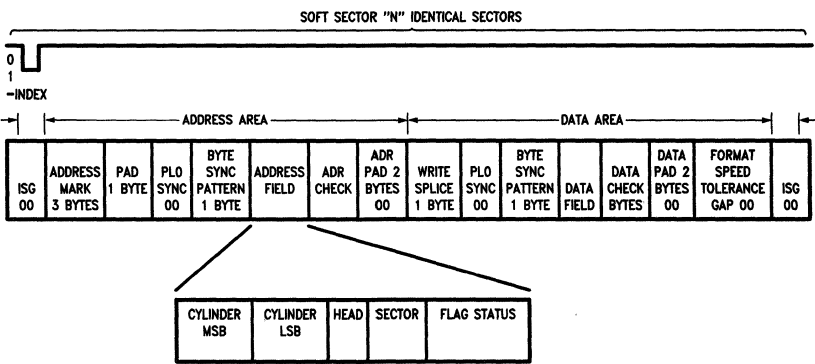 SOFT SECTOR "N" IDENTICAL SECTORS
0
1
-INDEX
ADDRESS AREA
DATA AREA
ISG
00
ADDRESS
MARK
3 BYTES
PAD
1 BYTE
PLO
SYNC
00
BYTE
SYNC
PATTERN
1 BYTE
ADDRESS
FIELD
ADR
CHECK
ADR
PAD 2
BYTES
00
WRITE
SPLICE
1 BYTE
PLO
SYNC
00
BYTE
SYNC
PATTERN
1 BYTE
DATA
FIELD
DATA
CHECK
BYTES
DATA
PAD 2
BYTES
00
FORMAT
SPEED
TOLERANCE
GAP 00
ISG
00
CYLINDER
MSB
CYLINDER
LSB
HEAD
SECTOR
FLAG STATUS